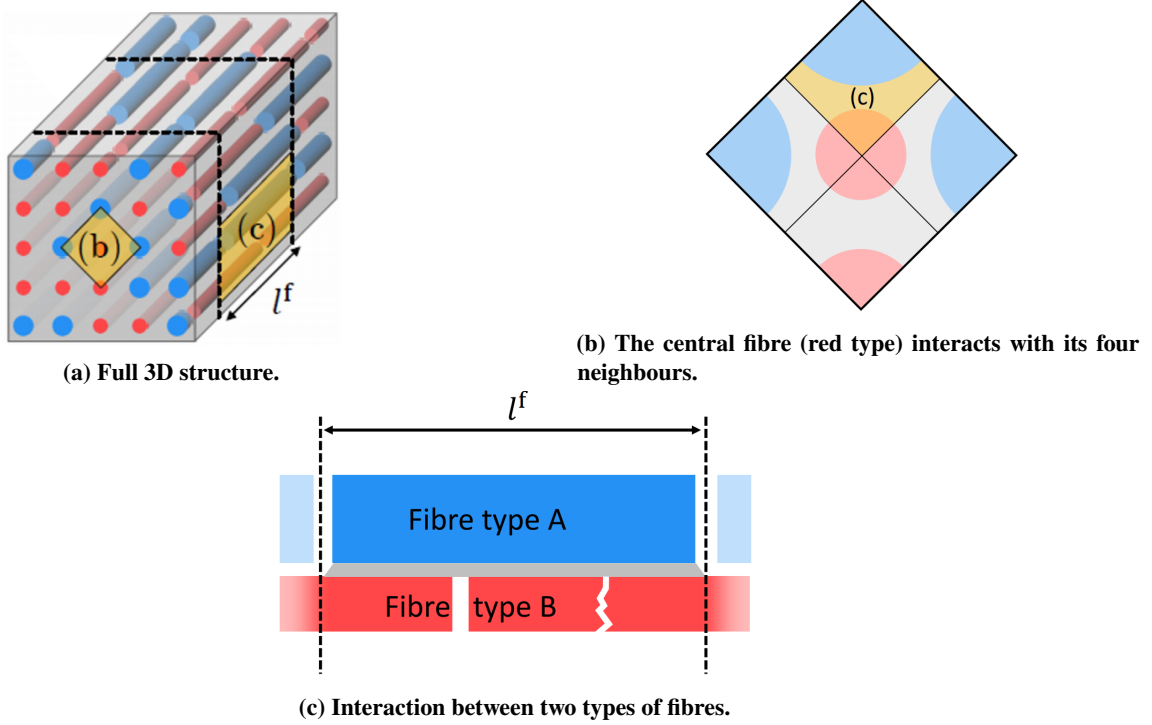 (b)
(c)
l^f
(a) Full 3D structure.
(c)
(b) The central fibre (red type) interacts with its four
neighbours.
l^f
Fibre type A
Fibre type B
(c) Interaction between two types of fibres.